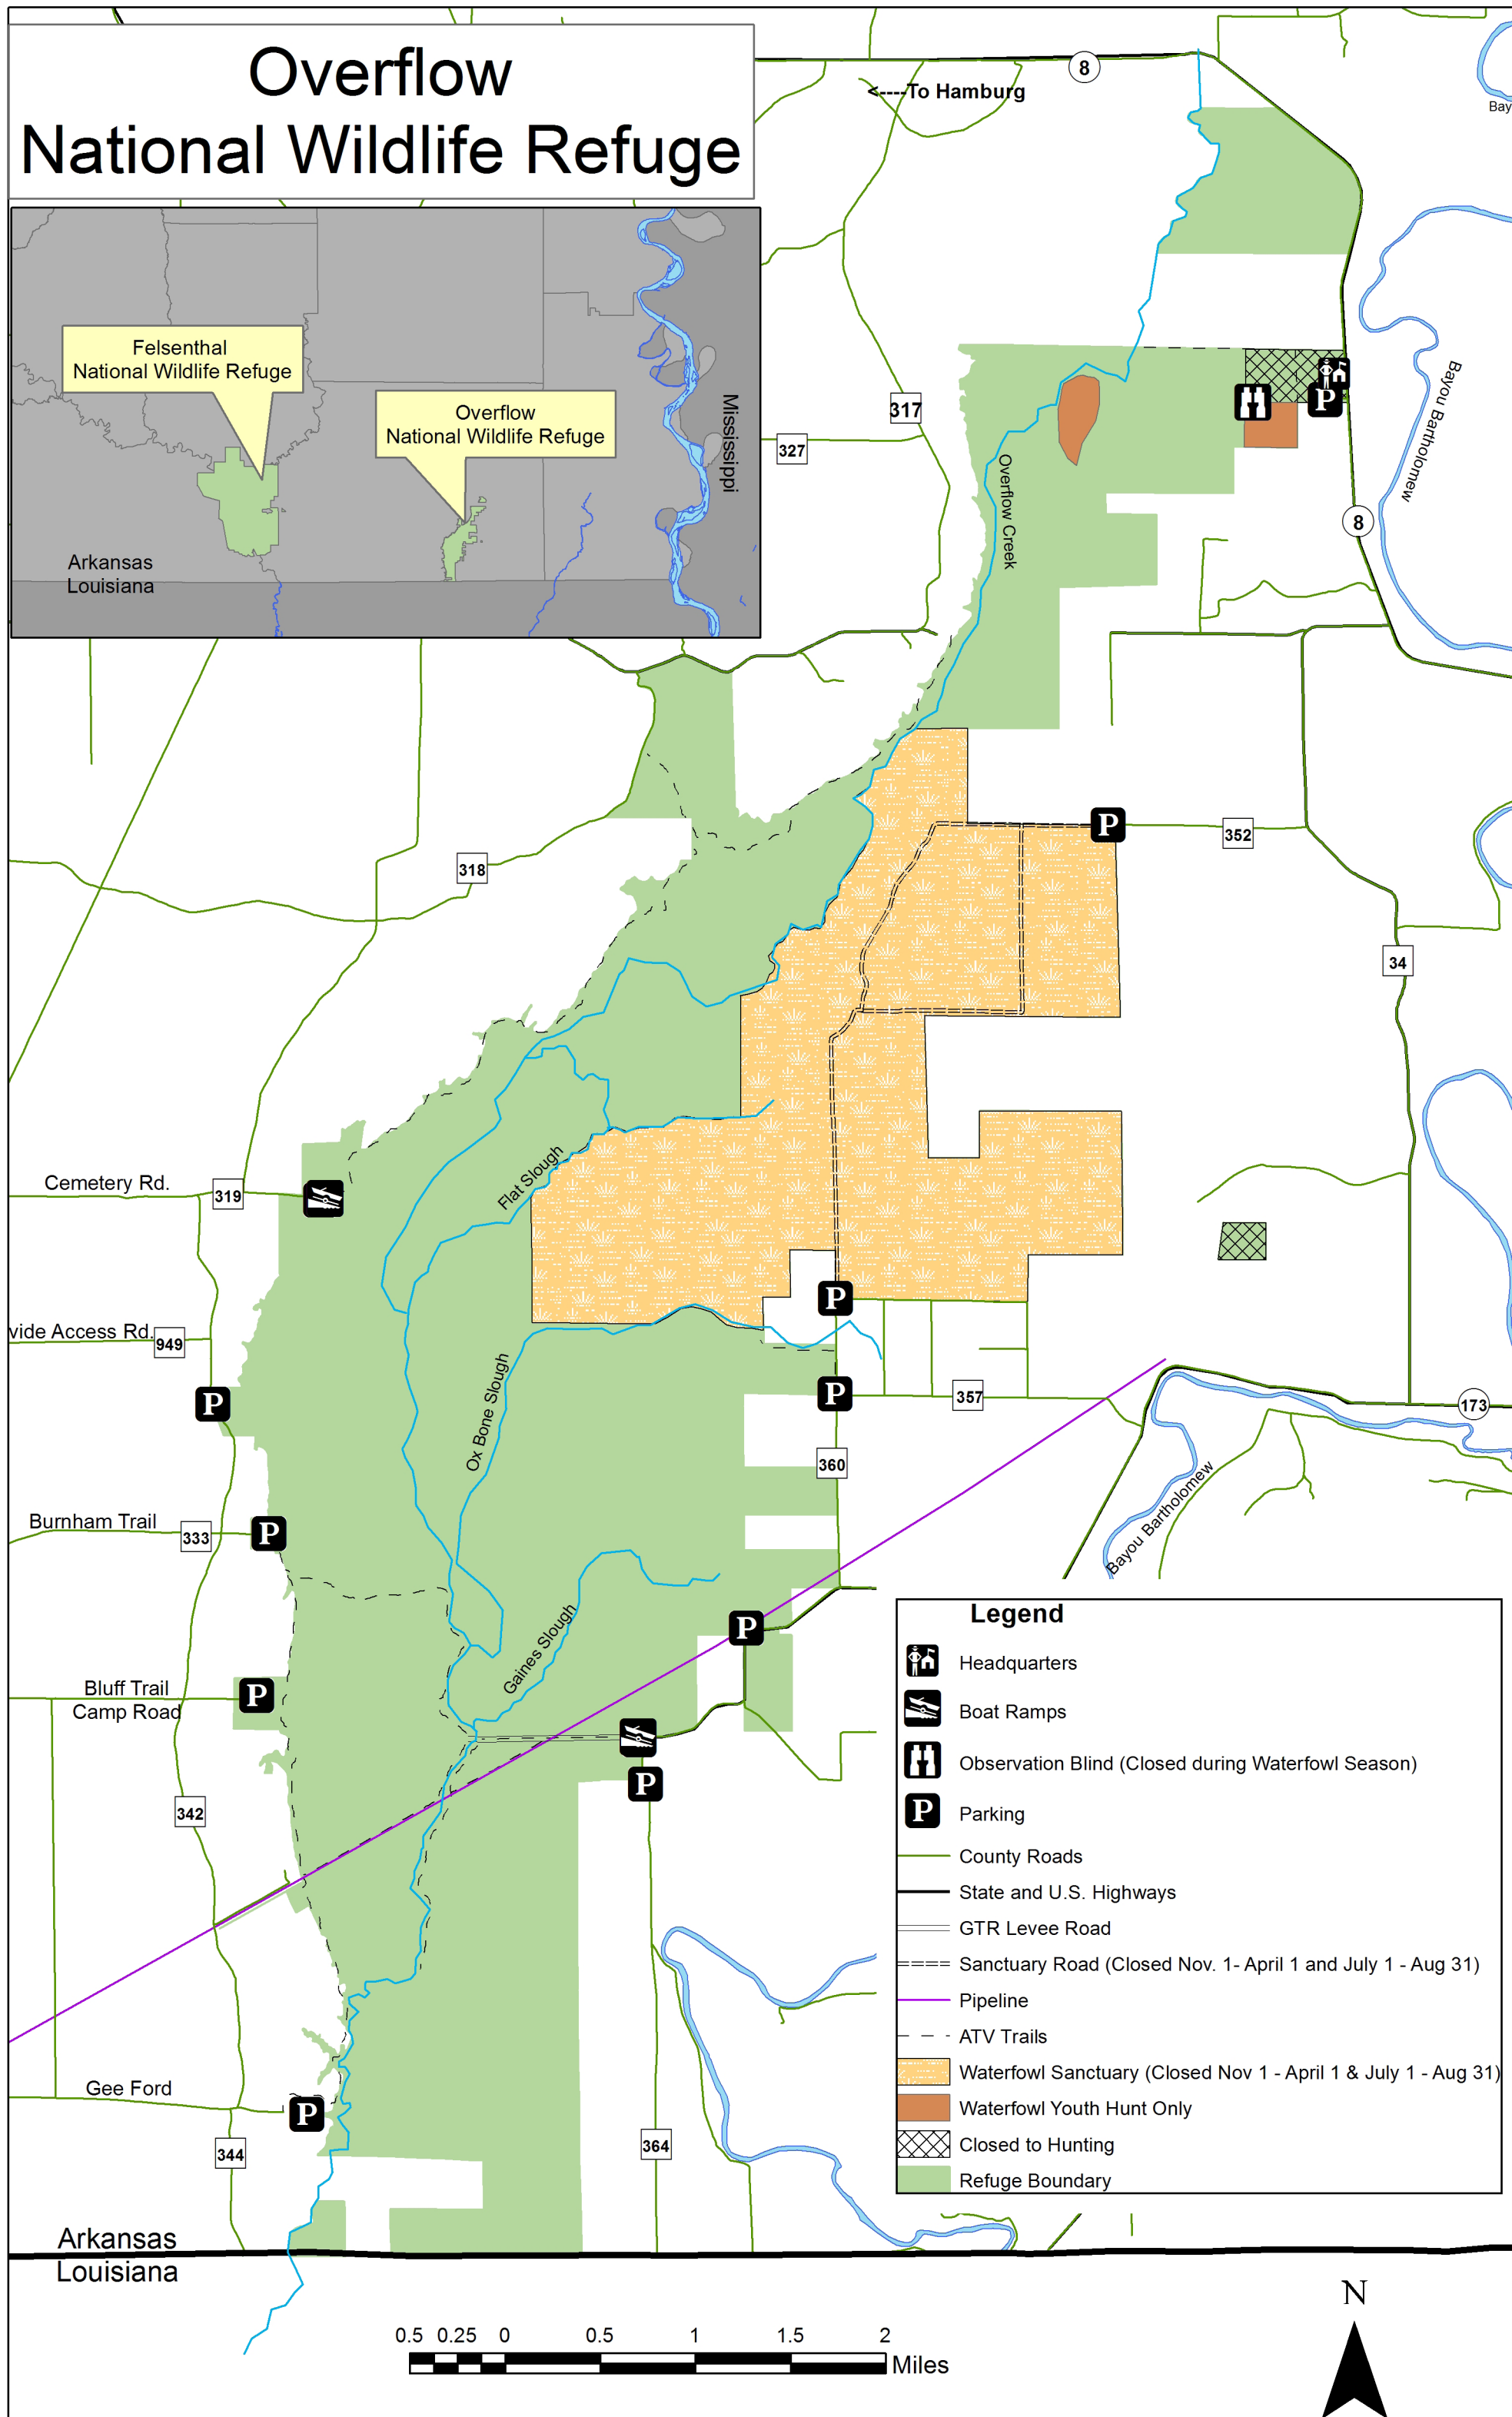 Overflow
National Wildlife Refuge
8
<----To Hamburg
Bay
Felsenthal
National Wildlife Refuge
Overflow
National Wildlife Refuge
Mississippi
Arkansas
Louisiana
317
327
Bayou Bartholomew
Overflow Creek
P
8
P
352
318
34
Cemetery Rd.
319
Flat Slough
P
vide Access Rd.
949
P
Ox Bone Slough
P
357
173
360
Bayou Bartholomew
Burnham Trail
333
P
Gaines Slough
P
Bluff Trail
Camp Road
P
P
342
Gee Ford
P
344
364
Legend
Headquarters
Boat Ramps
Observation Blind (Closed during Waterfowl Season)
P Parking
County Roads
State and U.S. Highways
GTR Levee Road
Sanctuary Road (Closed Nov. 1- April 1 and July 1 - Aug 31)
Pipeline
ATV Trails
Waterfowl Sanctuary (Closed Nov 1 - April 1 & July 1 - Aug 31)
Waterfowl Youth Hunt Only
Closed to Hunting
Refuge Boundary
Arkansas
Louisiana
0.5 0.25 0 0.5 1 1.5 2
Miles
N